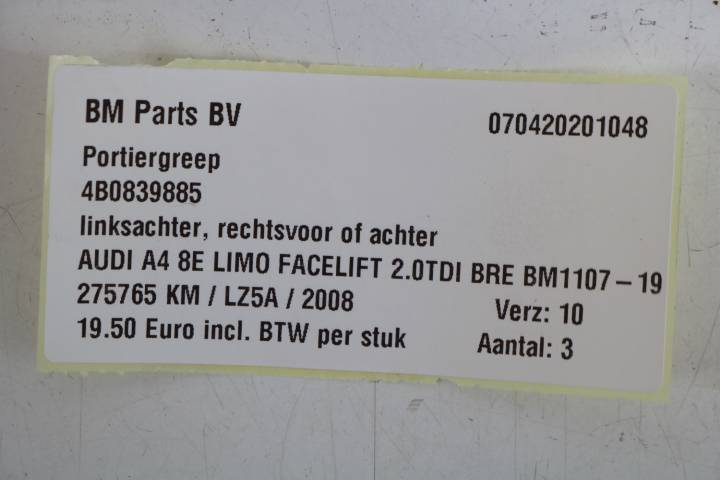 BM Parts BV 070420201048
Portiergreep
4B0839885
linksachter, rechtsvoor of achter
AUDI A4 8E LIMO FACELIFT 2.0TDI BRE BM1107-19
275765 KM / LZ5A / 2008 Verz: 10
19.50 Euro incl. BTW per stuk Aantal: 3